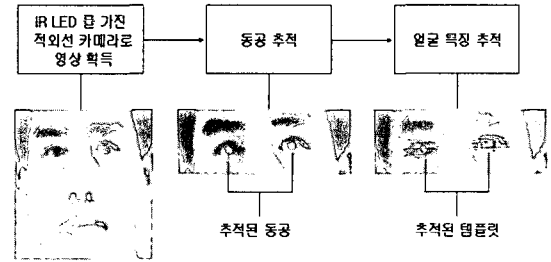 IR LED 를 가진
적외선 카메라로
영상 획득
동공 추적
얼굴 특징 추적
추적된 동공
추적된 템플릿